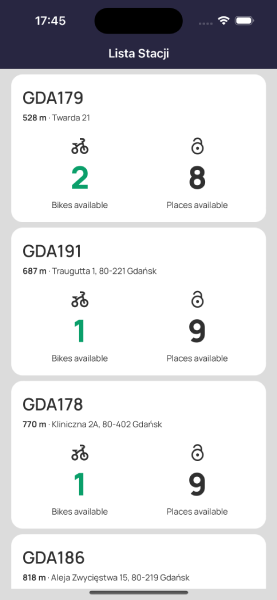 17:45
Lista Stacji
GDA179
528 m · Twarda 21
2 8
Bikes available Places available
GDA191
687 m · Traugutta 1, 80-221 Gdańsk
1 9
Bikes available Places available
GDA178
770 m · Kliniczna 2A, 80-402 Gdańsk
1 9
Bikes available Places available
GDA186
818 m · Aleja Zwycięstwa 15, 80-219 Gdańsk